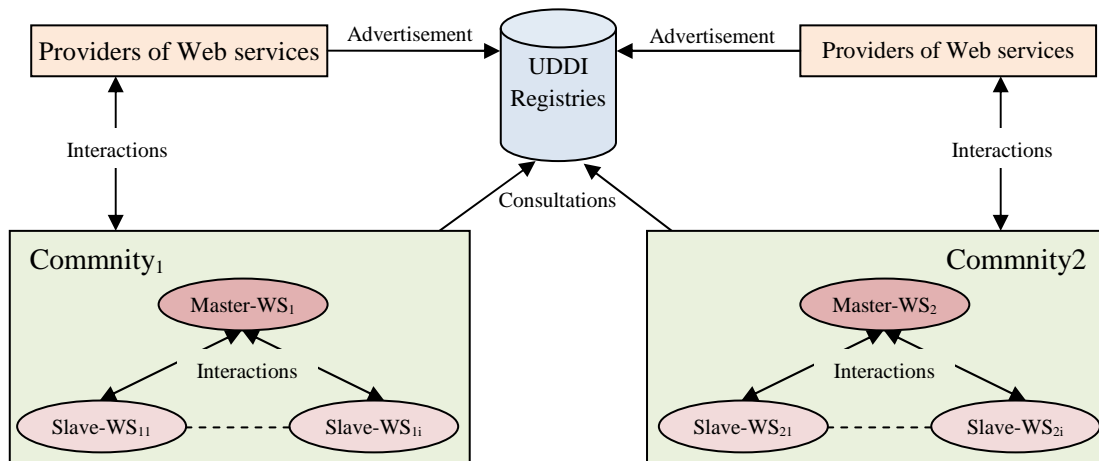 Providers of Web services
Advertisement
UDDI
Registries
Advertisement
Providers of Web services
Interactions
Interactions
Consultations
Commnity₁
Commnity2
Master-WS₁
Master-WS₂
Interactions
Interactions
Slave-WS₁₁
Slave-WS₁ᵢ
Slave-WS₂₁
Slave-WS₂ᵢ